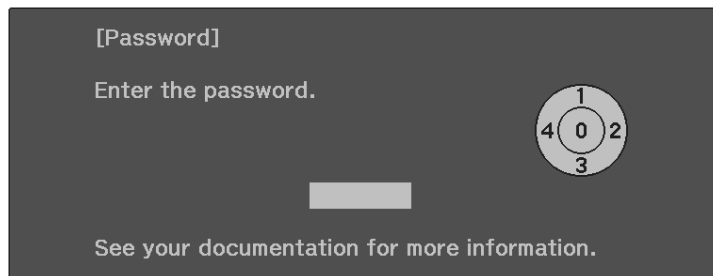 [Password]
Enter the password.
1
4 0 2
3
See your documentation for more information.